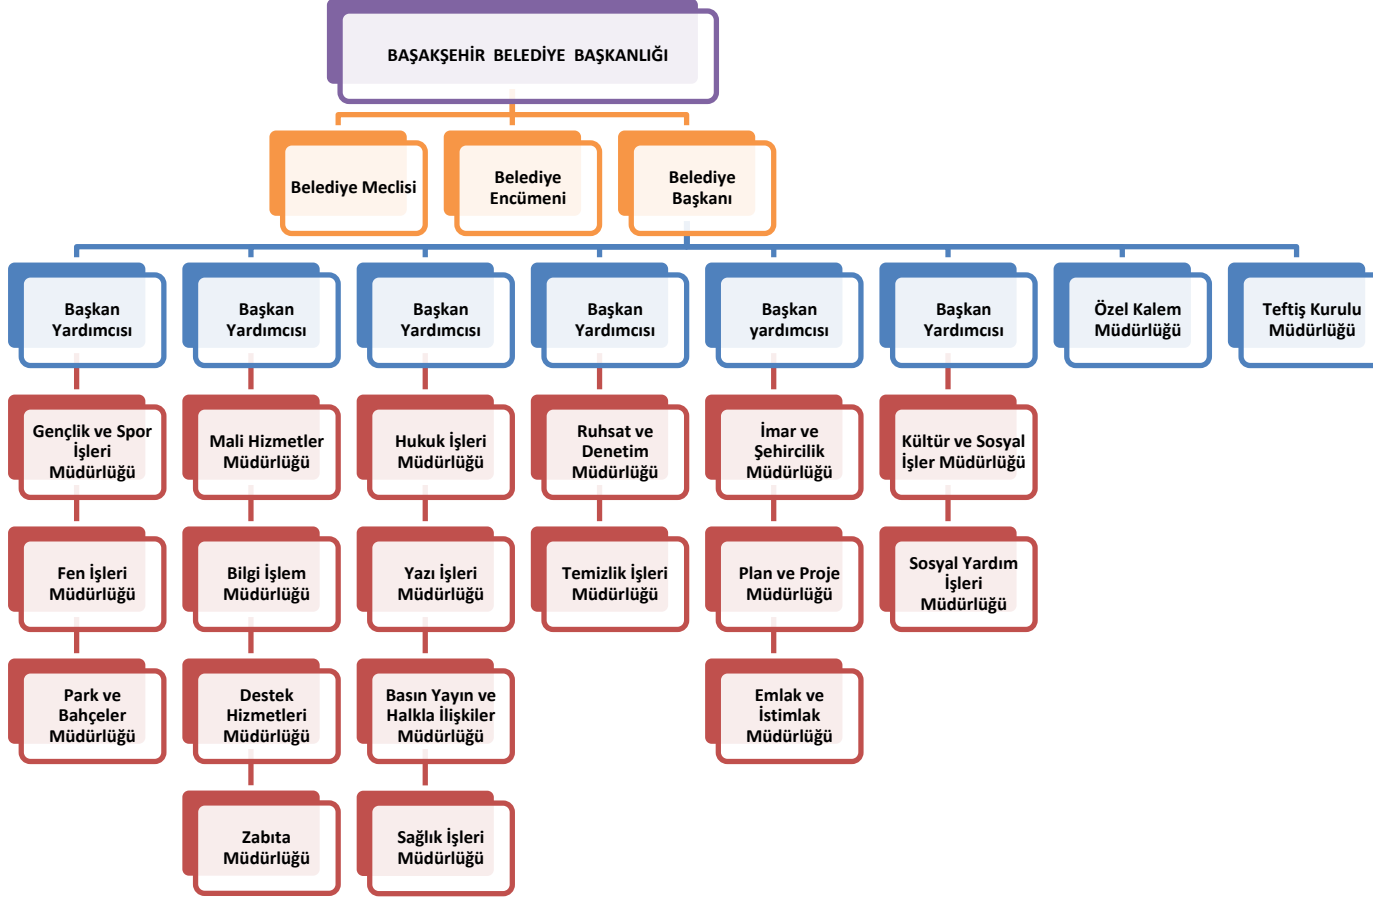 BAŞAKŞEHİR BELEDİYE BAŞKANLIĞI
Belediye Meclisi
Belediye
Encümeni
Belediye
Başkanı
Başkan
Yardımcısı
Başkan
Yardımcısı
Başkan
Yardımcısı
Başkan
Yardımcısı
Başkan
yardımcısı
Başkan
Yardımcısı
Özel Kalem
Müdürlüğü
Teftiş Kurulu
Müdürlüğü
Gençlik ve Spor
İşleri
Müdürlüğü
Mali Hizmetler
Müdürlüğü
Hukuk İşleri
Müdürlüğü
Ruhsat ve
Denetim
Müdürlüğü
İmar ve
Şehircilik
Müdürlüğü
Kültür ve Sosyal
İşler Müdürlüğü
Fen İşleri
Müdürlüğü
Bilgi İşlem
Müdürlüğü
Yazı İşleri
Müdürlüğü
Temizlik İşleri
Müdürlüğü
Plan ve Proje
Müdürlüğü
Sosyal Yardım
İşleri
Müdürlüğü
Park ve
Bahçeler
Müdürlüğü
Destek
Hizmetleri
Müdürlüğü
Basın Yayın ve
Halkla İlişkiler
Müdürlüğü
Emlak ve
İstimlak
Müdürlüğü
Zabıta
Müdürlüğü
Sağlık İşleri
Müdürlüğü